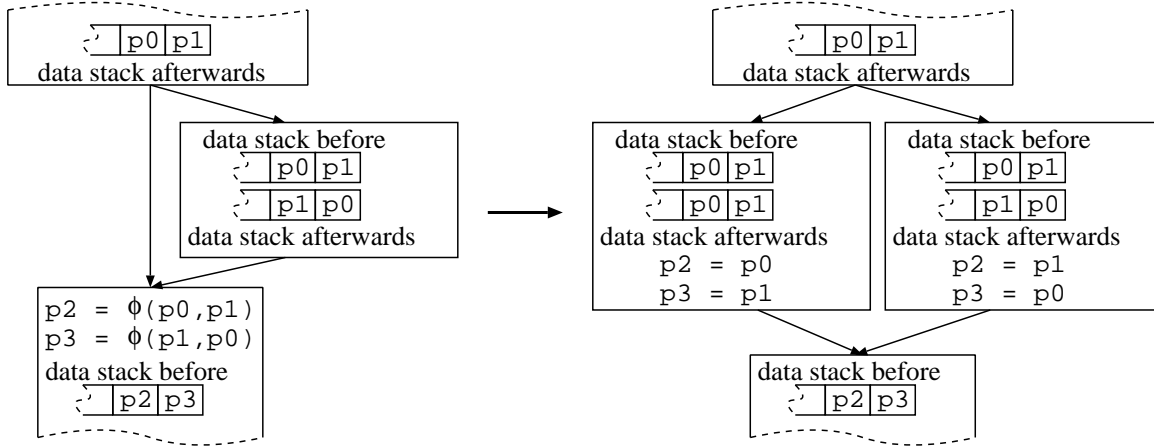 p0 p1
data stack afterwards
data stack before
p0 p1
p1 p0
data stack afterwards
p2 = ϕ(p0,p1)
p3 = ϕ(p1,p0)
data stack before
p2 p3
p0 p1
data stack afterwards
data stack before
p0 p1
p0 p1
data stack afterwards
p2 = p0
p3 = p1
data stack before
p0 p1
p1 p0
data stack afterwards
p2 = p1
p3 = p0
data stack before
p2 p3